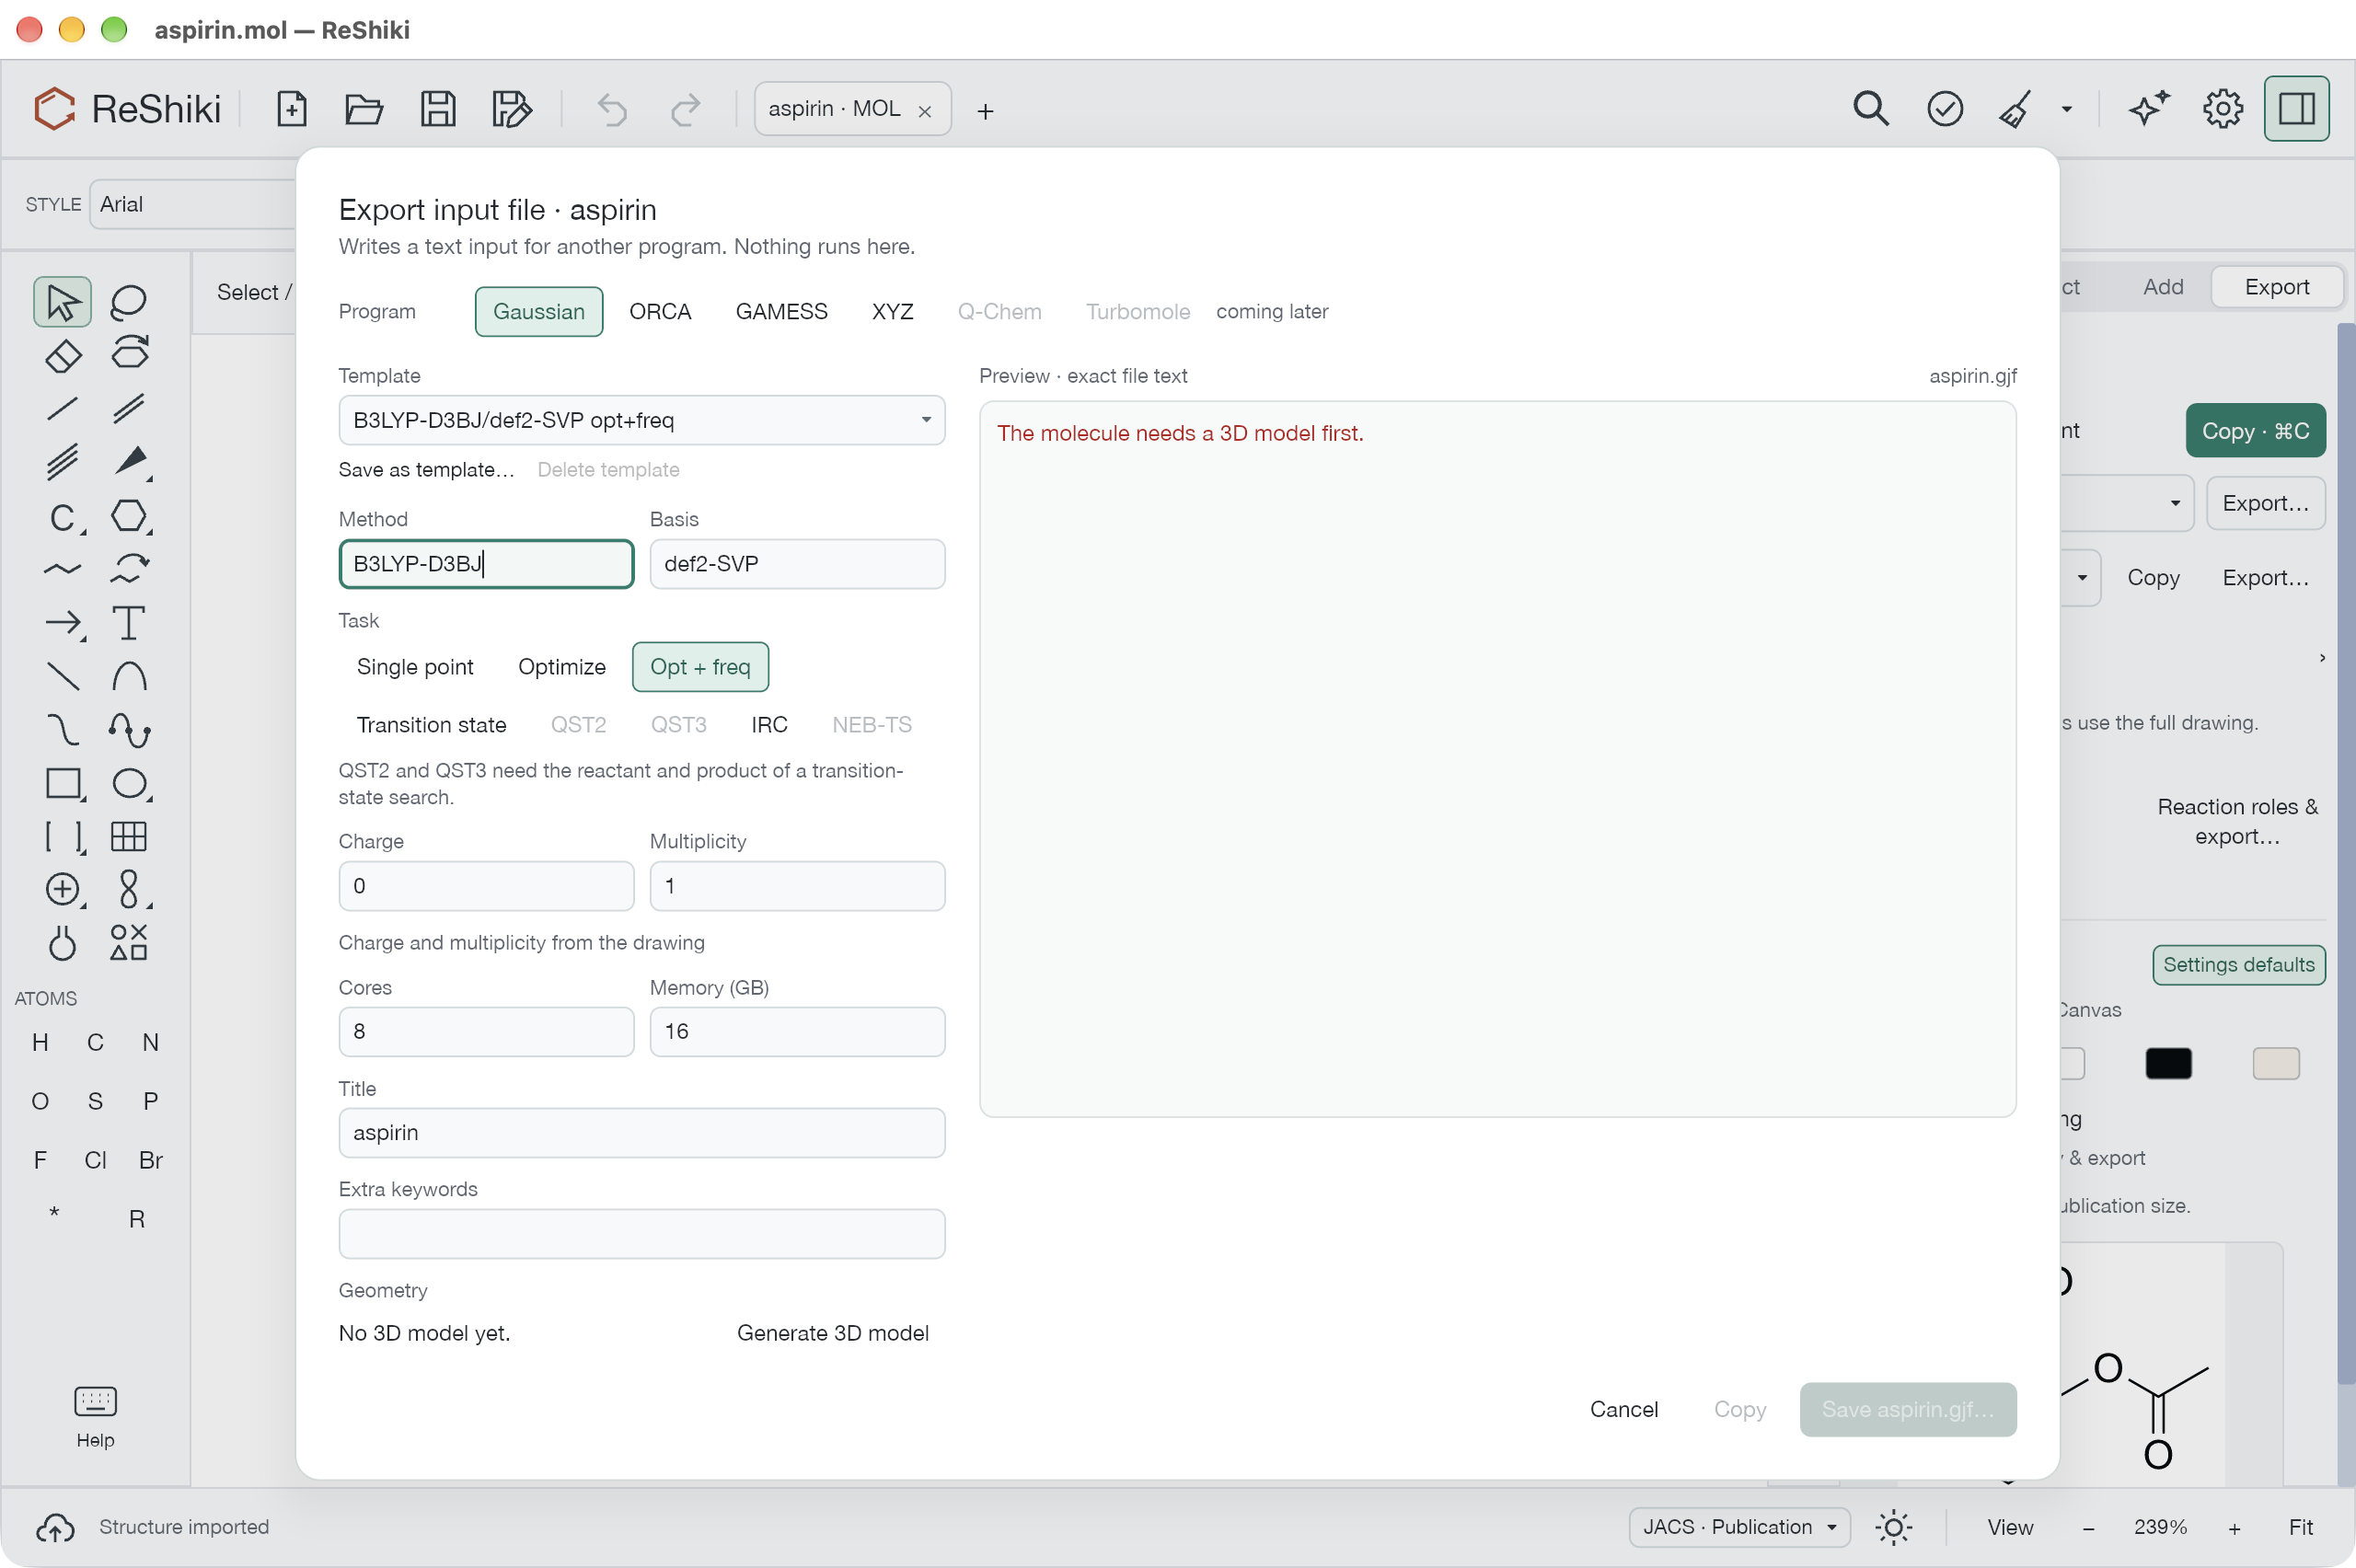 aspirin.mol — ReShiki
ReShiki
aspirin · MOL ×
+
STYLE
Arial
Select /
ct
Add
Export
Export input file · aspirin
Writes a text input for another program. Nothing runs here.
Program
Gaussian
ORCA
GAMESS
XYZ
Q-Chem
Turbomole
coming later
Template
B3LYP-D3BJ/def2-SVP opt+freq
Save as template…
Delete template
Method
Basis
B3LYP-D3BJ
def2-SVP
Task
Single point
Optimize
Opt + freq
Transition state
QST2
QST3
IRC
NEB-TS
QST2 and QST3 need the reactant and product of a transition-
state search.
Charge
Multiplicity
0
1
Charge and multiplicity from the drawing
Cores
Memory (GB)
8
16
Title
aspirin
Extra keywords
Geometry
No 3D model yet.
Generate 3D model
Preview · exact file text
aspirin.gjf
The molecule needs a 3D model first.
Cancel
Copy
Save aspirin.gjf…
nt
Copy · ⌘C
Export…
Copy
Export…
s use the full drawing.
Reaction roles &
export…
Settings defaults
Canvas
ng
y & export
ublication size.
O
O
O
C
T
[ ]
ATOMS
H C N
O S P
F Cl Br
* R
Help
Structure imported
JACS · Publication
View
−
239%
+
Fit